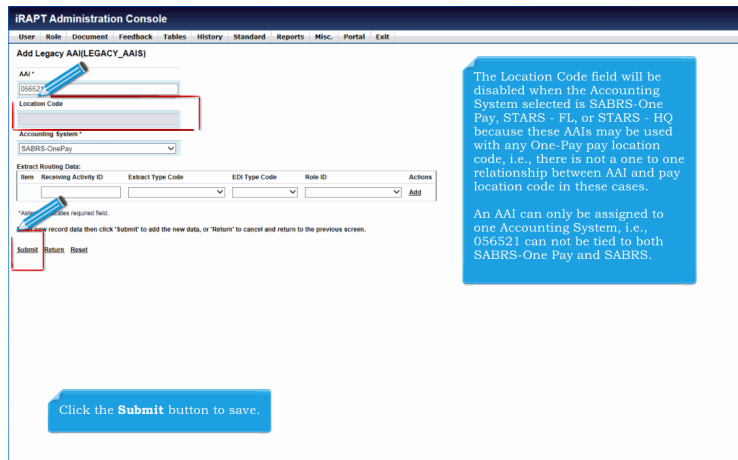 iRAPT Administration Console
User Role Document Feedback Tables History Standard Reports Misc. Portal Exit
Add Legacy AAI(LEGACY_AAIS)
AAI *
056521
Location Code
Accounting System *
SABRS-OnePay
Extract Routing Data:
Item Receiving Activity ID Extract Type Code EDI Type Code Role ID Actions
Add
required field.
new record data then click 'Submit' to add the new data, or 'Return' to cancel and return to the previous screen.
Submit Return Reset
The Location Code field will be
disabled when the Accounting
System selected is SABRS-One
Pay, STARS - FL, or STARS - HQ
because these AAIs may be used
with any One-Pay pay location
code, i.e., there is not a one to one
relationship between AAI and pay
location code in these cases.
An AAI can only be assigned to
one Accounting System, i.e.,
056521 can not be tied to both
SABRS-One Pay and SABRS.
Click the Submit button to save.